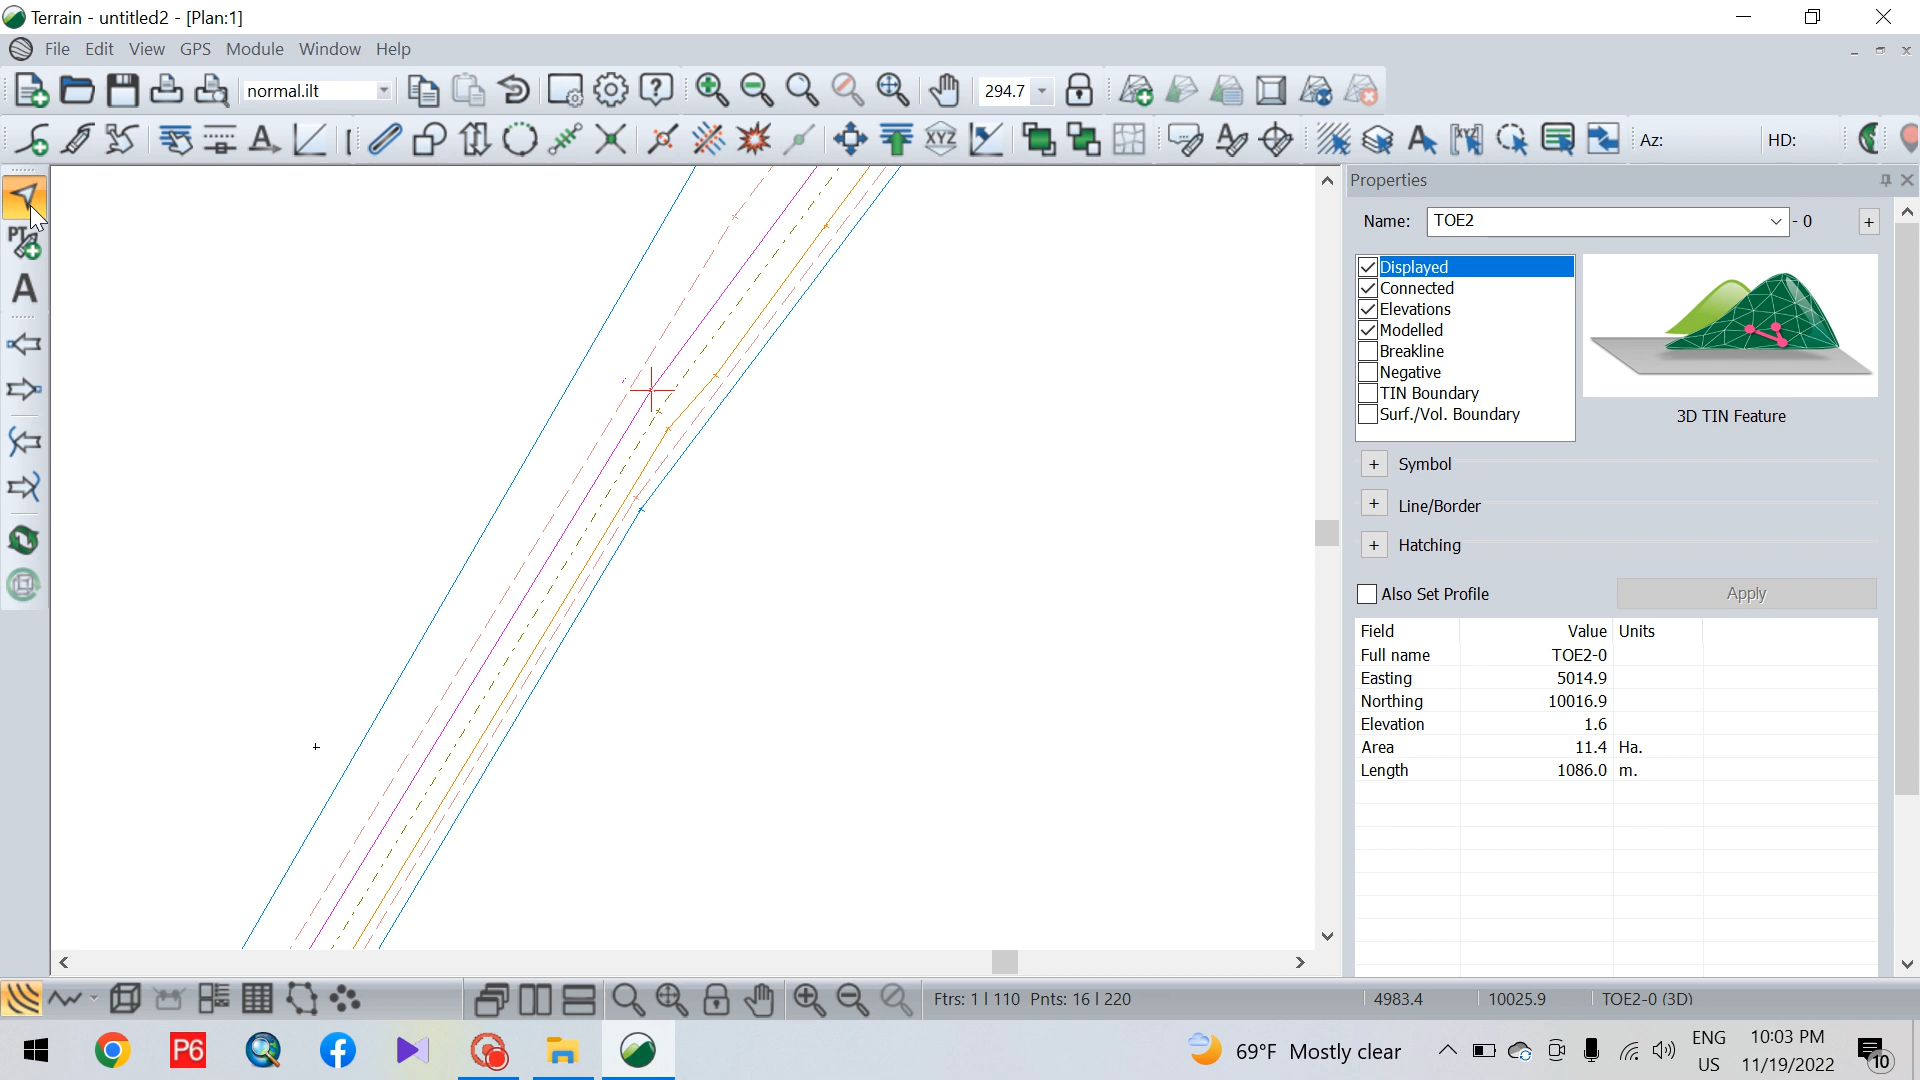 Terrain - untitled2 - [Plan:1]
File Edit View GPS Module Window Help
normal.ilt
294.7
XYZ
XYZ
Az:
HD:
PT
A
Properties
Name: TOE2 - 0 +
Displayed
Connected
Elevations
Modelled
Breakline
Negative
TIN Boundary
Surf./Vol. Boundary
3D TIN Feature
+ Symbol
+ Line/Border
+ Hatching
Also Set Profile
Apply
Field Value Units
Full name TOE2-0
Easting 5014.9
Northing 10016.9
Elevation 1.6
Area 11.4 Ha.
Length 1086.0 m.
Ftrs: 1 | 110 Pnts: 16 | 220
4983.4
10025.9
TOE2-0 (3D)
P6
69°F Mostly clear
ENG
US
10:03 PM
11/19/2022
10